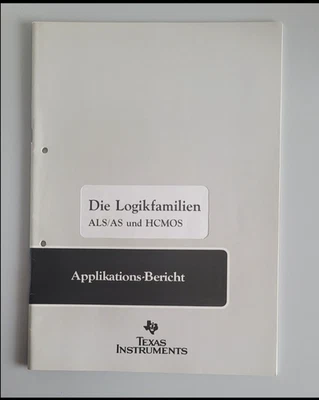 Die Logikfamilien
ALS/AS und HCMOS
Applikations·Bericht
TEXAS
INSTRUMENTS